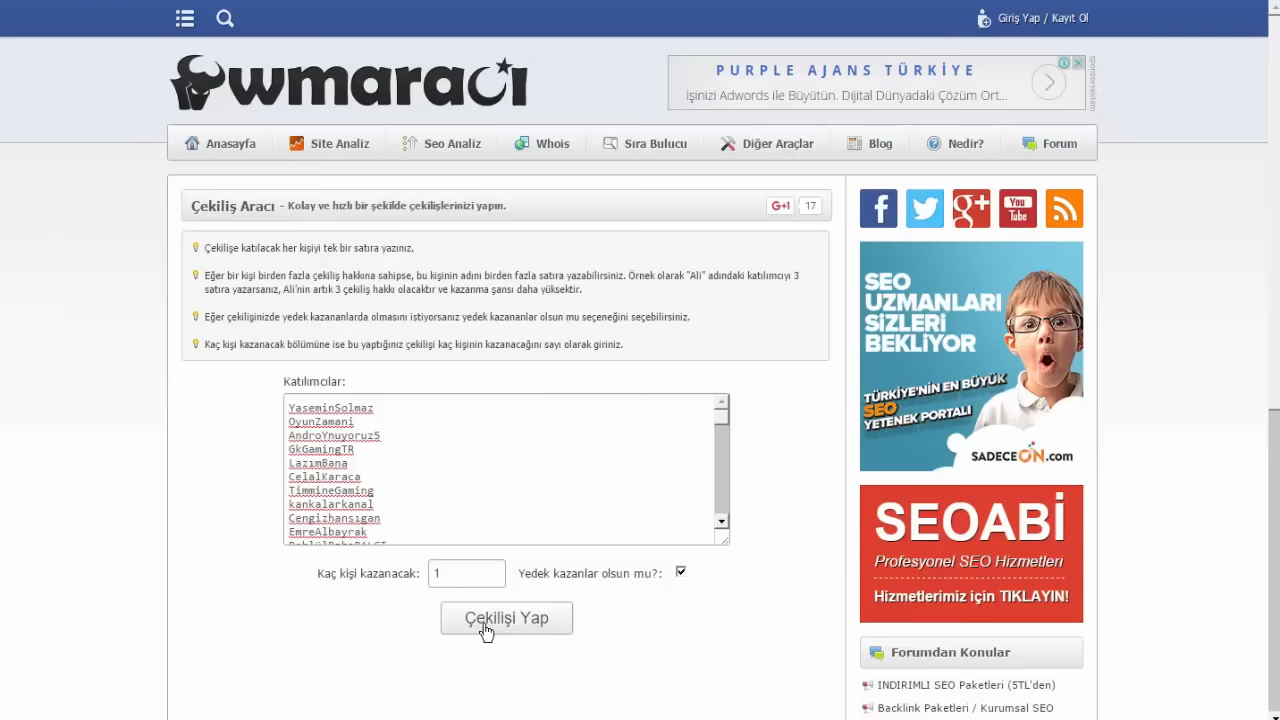 Giriş Yap / Kayıt Ol
wmaracı
PURPLE AJANS TÜRKİYE
İşinizi Adwords ile Büyütün. Dijital Dünyadaki Çözüm Ort...
sponsorreklam
Anasayfa
Site Analiz
Seo Analiz
Whois
Sıra Bulucu
Diğer Araçlar
Blog
Nedir?
Forum
Çekiliş Aracı - Kolay ve hızlı bir şekilde çekilişlerinizi yapın.
G+1 17
Çekilişe katılacak her kişiyi tek bir satıra yazınız.
Eğer bir kişi birden fazla çekiliş hakkına sahipse, bu kişinin adını birden fazla satıra yazabilirsiniz. Örnek olarak "Ali" adındaki katılımcıyı 3
satıra yazarsanız, Ali'nin artık 3 çekiliş hakkı olacaktır ve kazanma şansı daha yüksektir.
Eğer çekilişinizde yedek kazananlarda olmasını istiyorsanız yedek kazananlar olsun mu seçeneğini seçebilirsiniz.
Kaç kişi kazanacak bölümüne ise bu yaptığınız çekilişi kaç kişinin kazanacağını sayı olarak giriniz.
Katılımcılar:
YaseminSolmaz
OyunZamani
AndroYnuyoruz5
GkGamingTR
LazımBana
CelalKaraca
TimmineGaming
kankalarkanal
Cengizhansıgan
EmreAlbayrak
Kaç kişi kazanacak: 1 Yedek kazanlar olsun mu?:
Çekilişi Yap
f
g+
You
Tube
SEO
UZMANLARI
SİZLERİ
BEKLİYOR
TÜRKİYE'NİN EN BÜYÜK
SEO
YETENEK PORTALI
SADECEON.com
SEOABİ
Profesyonel SEO Hizmetleri
Hizmetlerimiz için TIKLAYIN!
Forumdan Konular
INDIRIMLI SEO Paketleri (5TL'den)
Backlink Paketleri / Kurumsal SEO